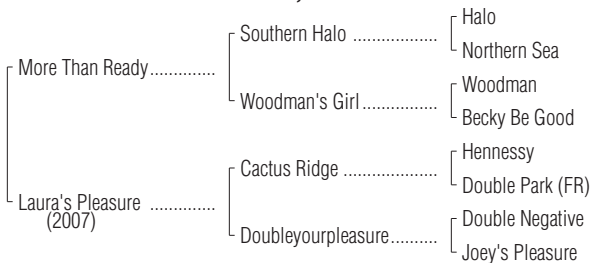 Halo
Southern Halo ..................
Northern Sea
More Than Ready..............
Woodman
Woodman's Girl................
Becky Be Good
Hennessy
Cactus Ridge ....................
Double Park (FR)
Laura's Pleasure ..............
(2007)
Double Negative
Doubleyourpleasure..........
Joey's Pleasure